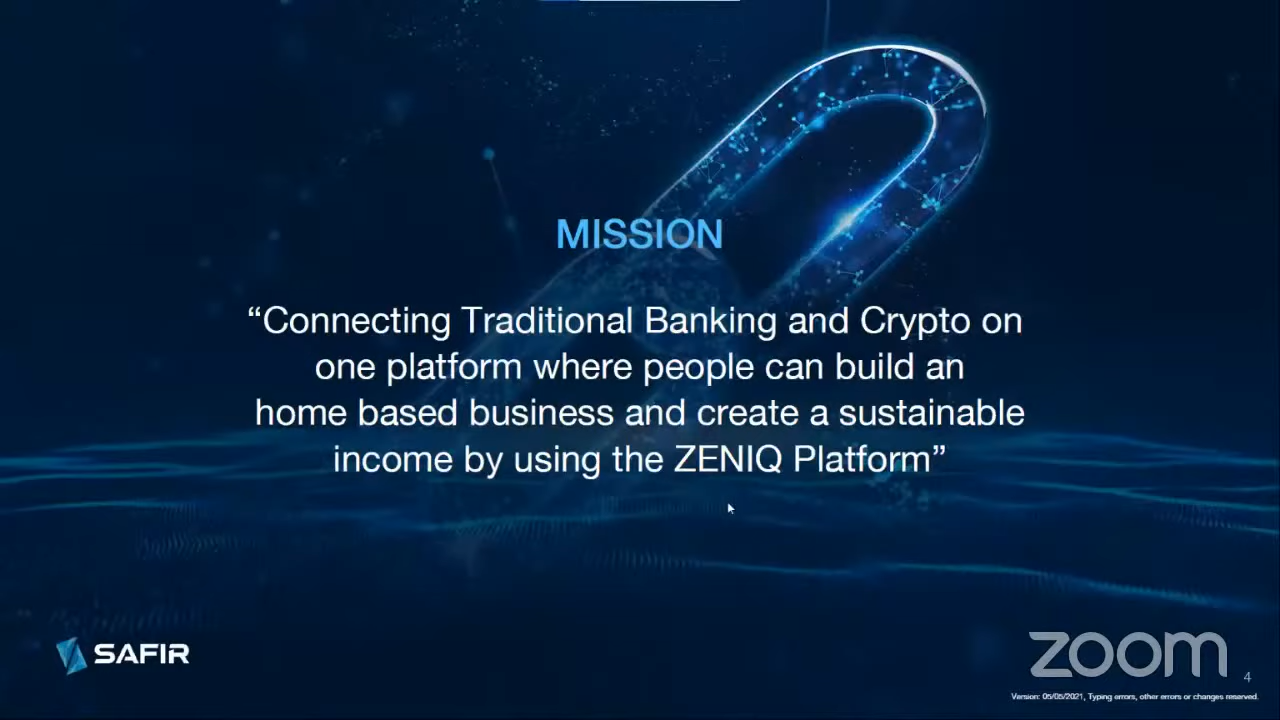 MISSION
“Connecting Traditional Banking and Crypto on
one platform where people can build an
home based business and create a sustainable
income by using the ZENIQ Platform”
SAFIR
zoom
4
Version: 05/05/2021, Typing errors, other errors or changes reserved.